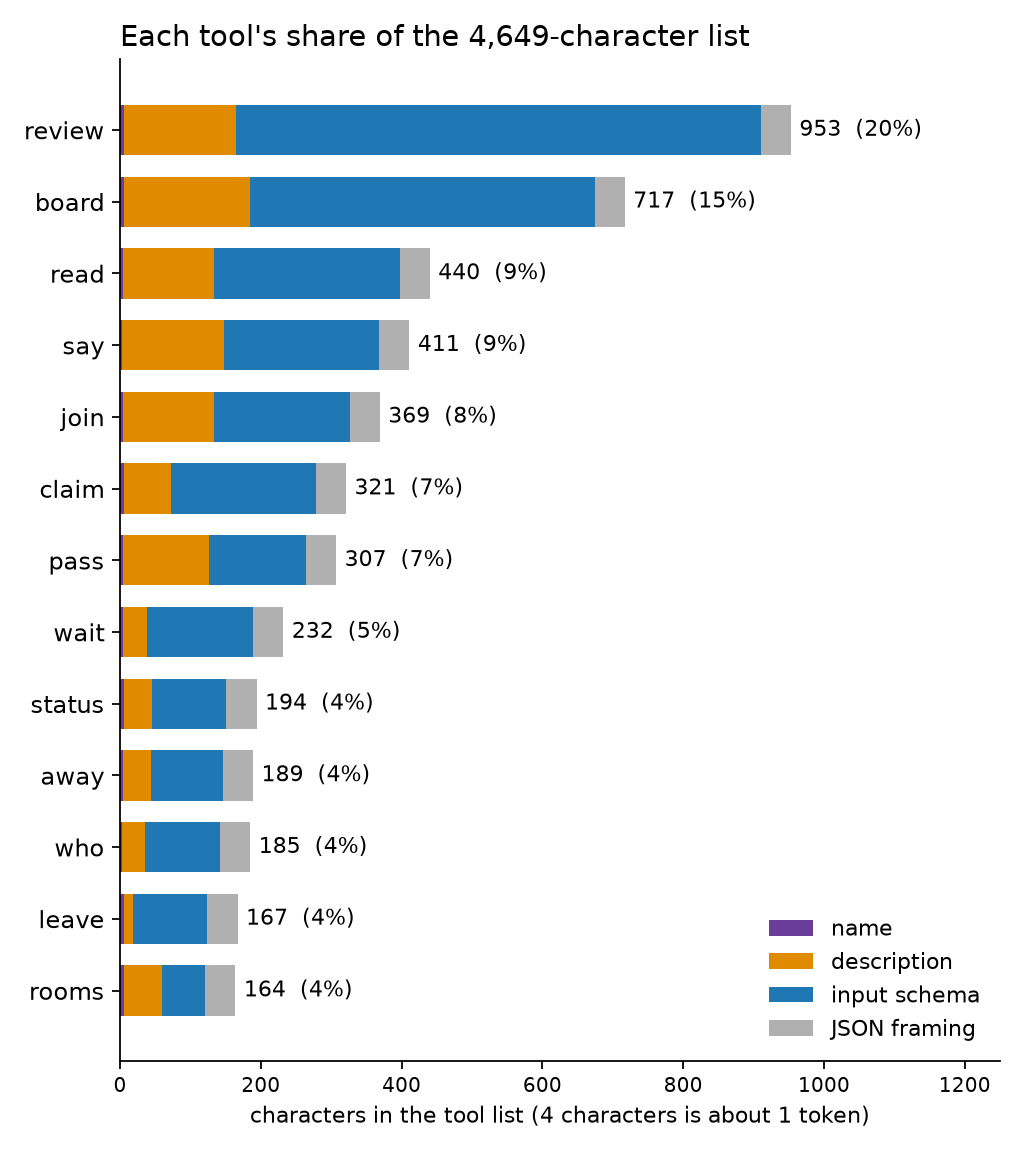 Each tool's share of the 4,649-character list
review 953 (20%)
board 717 (15%)
read 440 (9%)
say 411 (9%)
join 369 (8%)
claim 321 (7%)
pass 307 (7%)
wait 232 (5%)
status 194 (4%)
away 189 (4%)
who 185 (4%)
leave 167 (4%)
rooms 164 (4%)
name
description
input schema
JSON framing
0 200 400 600 800 1000 1200
characters in the tool list (4 characters is about 1 token)